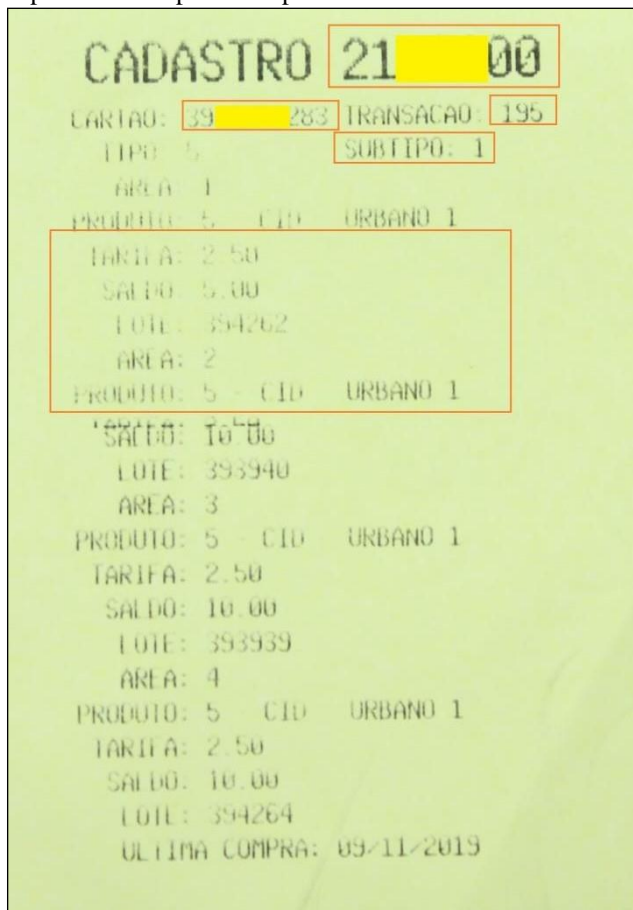 CADASTRO 21 00
CARTAO: 39 283 TRANSACAO: 195
TIPO: 5 SUBTIPO: 1
AREA: 1
PRODUTO: 5 - CID URBANO 1
TARIFA: 2.50
SALDO: 5.00
LOTE: 394262
AREA: 2
PRODUTO: 5 - CID URBANO 1
TARIFA: 2.50
SALDO: 10.00
LOTE: 393940
AREA: 3
PRODUTO: 5 - CID URBANO 1
TARIFA: 2.50
SALDO: 10.00
LOTE: 393939
AREA: 4
PRODUTO: 5 CID URBANO 1
TARIFA: 2.50
SALDO: 10.00
LOTE: 394264
ULTIMA COMPRA: 09/11/2019